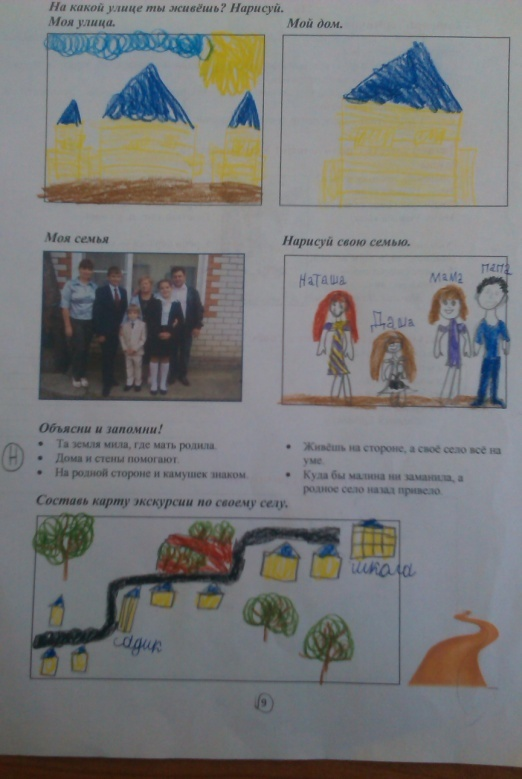 На какой улице ты живёшь? Нарисуй.
Моя улица.
Мой дом.
Моя семья
Нарисуй свою семью.
Наташа
Даша
мама
папа
Объясни и запомни!
• Та земля мила, где мать родила.
• Дома и стены помогают.
• На родной стороне и камушек знаком.
• Живёшь на стороне, а своё село всё на
уме.
• Куда бы малина ни заманила, а
родное село назад привело.
Н
Составь карту экскурсии по своему селу.
школа
садик
9